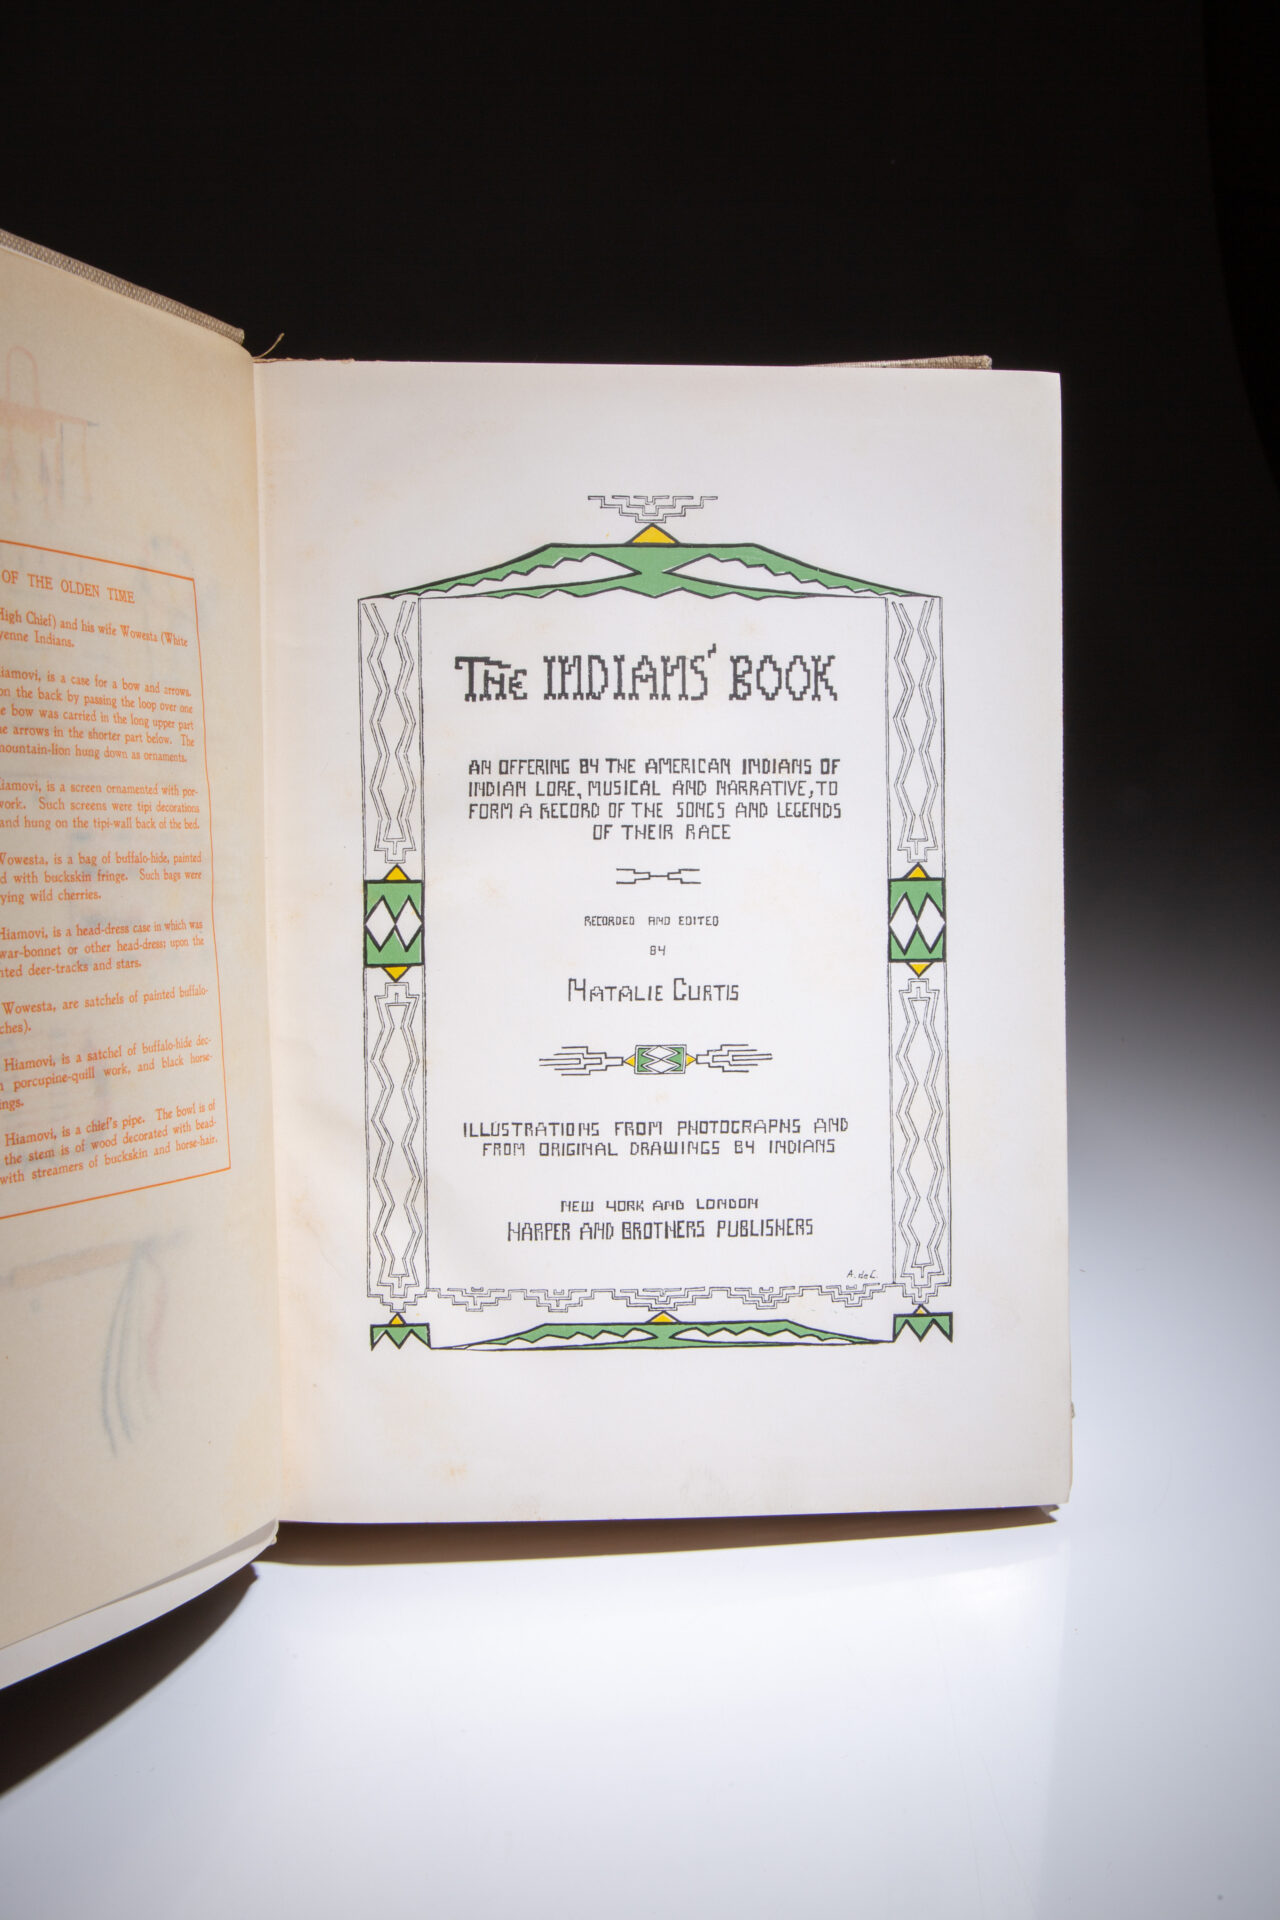 OF THE OLDEN TIME
High Chief) and his wife Wowesta (White
Indians.
is a case for a bow and arrows.
on the back by passing the loop over one
bow was carried in the long upper part
arrows in the shorter part below. The
mountain-lion hung down as ornaments.
is a screen ornamented with por-
work. Such screens were tipi decorations
and hung on the tipi-wall back of the bed.
Wowesta, is a bag of buffalo-hide, painted
with buckskin fringe. Such bags were
wild cherries.
Hiamovi, is a head-dress case in which was
war-bonnet or other head-dress; upon the
deer-tracks and stars.
Wowesta, are satchels of painted buffalo-
Hiamovi, is a satchel of buffalo-hide dec-
porcupine-quill work, and black horse-
Hiamovi, is a chief's pipe. The bowl is of
the stem is of wood decorated with bead-
with streamers of buckskin and horse-hair.
THE INDIANS' BOOK
AN OFFERING BY THE AMERICAN INDIANS OF
INDIAN LORE, MUSICAL AND NARRATIVE, TO
FORM A RECORD OF THE SONGS AND LEGENDS
OF THEIR RACE
RECORDED AND EDITED
BY
NATALIE CURTIS
ILLUSTRATIONS FROM PHOTOGRAPHS AND
FROM ORIGINAL DRAWINGS BY INDIANS
NEW YORK AND LONDON
HARPER AND BROTHERS PUBLISHERS
A. deC.